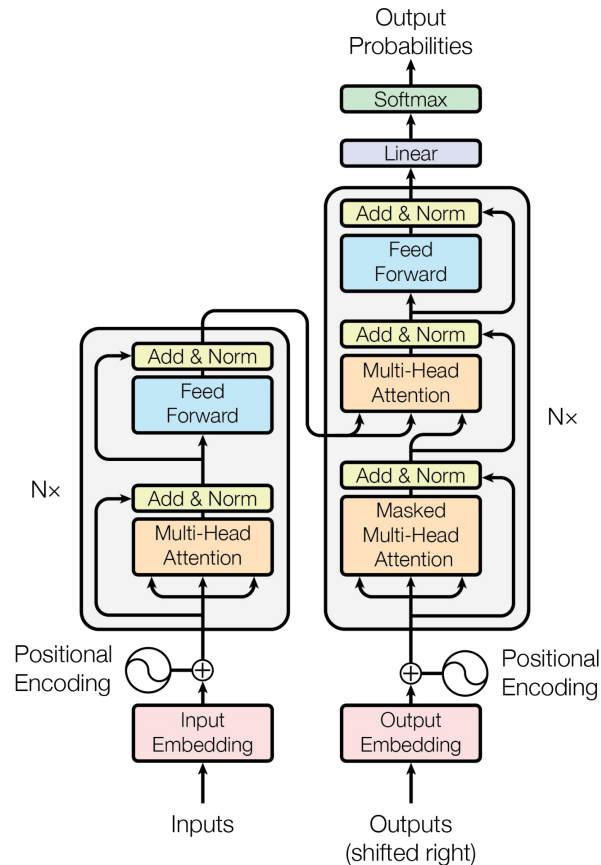 Output
Probabilities
Softmax
Linear
Add & Norm
Feed
Forward
Add & Norm
Multi-Head
Attention
Add & Norm
Masked
Multi-Head
Attention
N×
Add & Norm
Feed
Forward
Add & Norm
Multi-Head
Attention
N×
Positional
Encoding
Positional
Encoding
Input
Embedding
Output
Embedding
Inputs
Outputs
(shifted right)